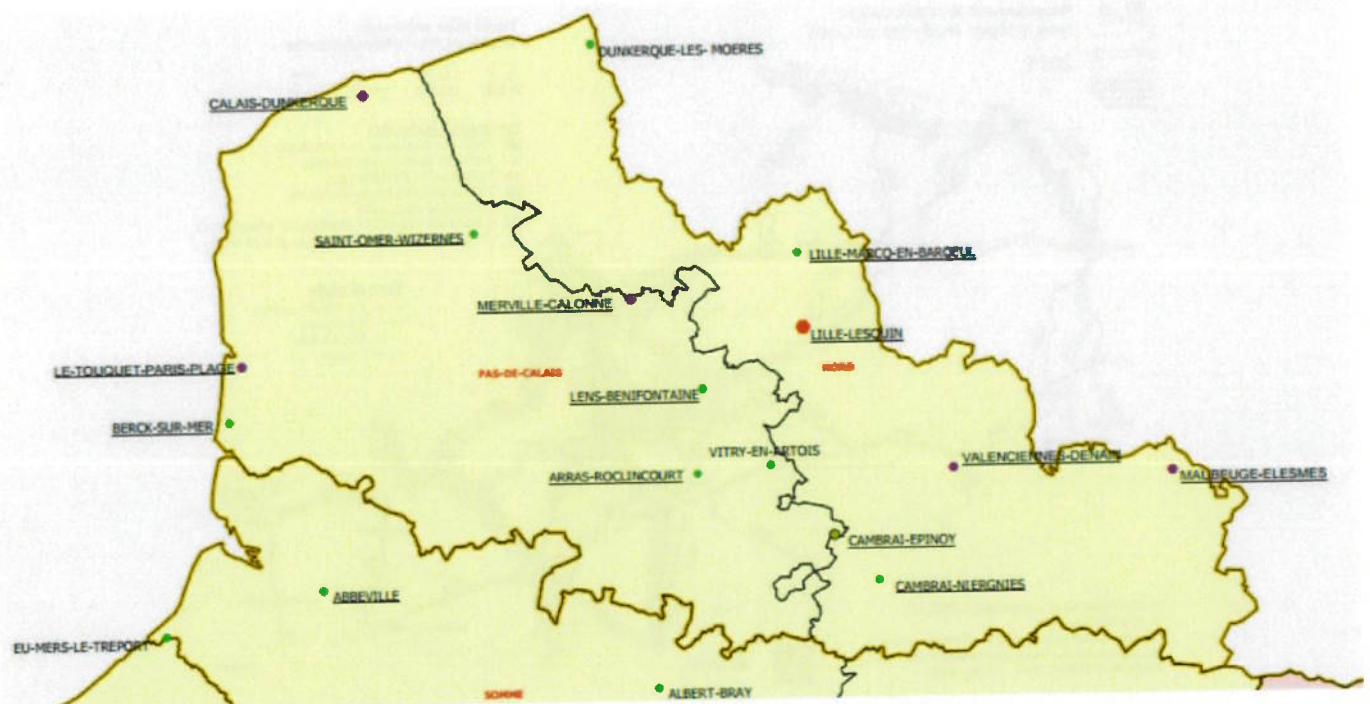 DUNKERQUE-LES- MOERES
CALAIS-DUNKERQUE
SAINT-OMER-WIZERNES
LILLE-MARCQ-EN-BAROEUL
MERVILLE-CALONNE
LILLE-LESQUIN
LE-TOUQUET-PARIS-PLAGE
PAS-DE-CALAIS
NORD
LENS-BENIFONTAINE
BERCK-SUR-MER
VITRY-EN-ARTOIS
VALENCIENNES-DENAIN
ARRAS-ROCLINCOURT
MAUBEUGE-ELESMES
CAMBRAI-EPINOY
CAMBRAI-NIERGNIES
ABBEVILLE
EU-MERS-LE-TREPORT
SOMME
ALBERT-BRAY